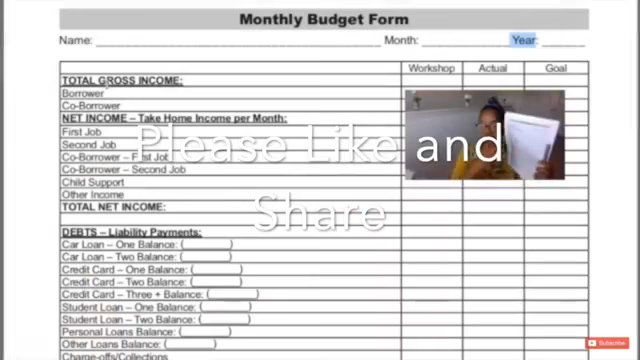 Monthly Budget Form
Name: Month: Year:
Workshop Actual Goal
TOTAL GROSS INCOME:
Borrower
Co-Borrower
NET INCOME – Take Home Income per Month:
First Job
Second Job
Co-Borrower – First Job
Co-Borrower – Second Job
Child Support
Other Income
TOTAL NET INCOME:
DEBTS – Liability Payments:
Car Loan – One Balance: ( )
Car Loan – Two Balance: ( )
Credit Card – One Balance: ( )
Credit Card – Two Balance: ( )
Credit Card – Three + Balance: ( )
Student Loan – One Balance: ( )
Student Loan – Two Balance: ( )
Personal Loans Balance: ( )
Other Loans Balance: ( )
Charge-offs/Collections
Please Like and
Share
Subscribe